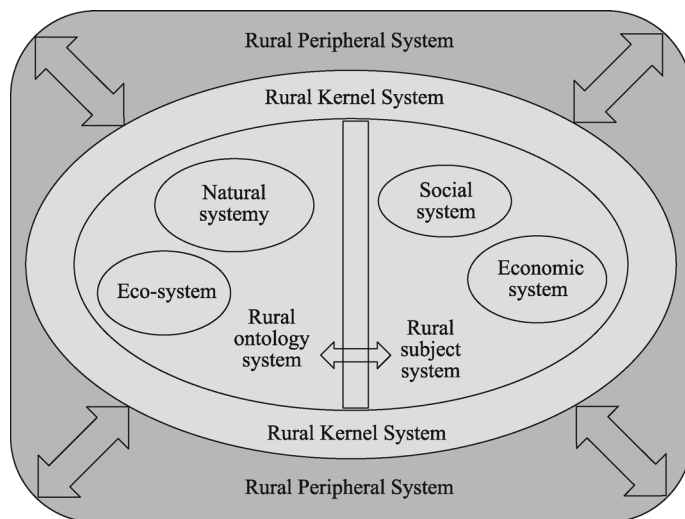 Rural Peripheral System
Rural Kernel System
Natural
systemy
Social
system
Eco-system
Economic
system
Rural
ontology
system
Rural
subject
system
Rural Kernel System
Rural Peripheral System